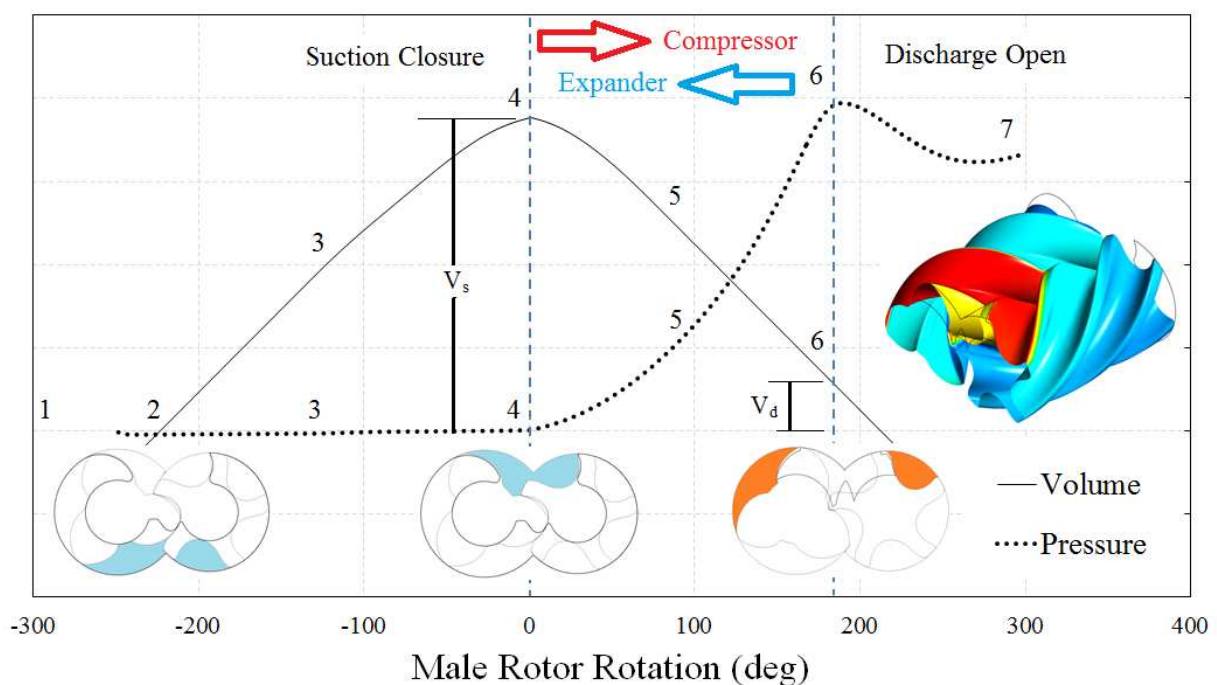 Suction Closure
Compressor
Expander
Discharge Open
4
6
7
5
3
Vs
5
6
1
2
3
4
Vd
Volume
Pressure
-300 -200 -100 0 100 200 300 400
Male Rotor Rotation (deg)